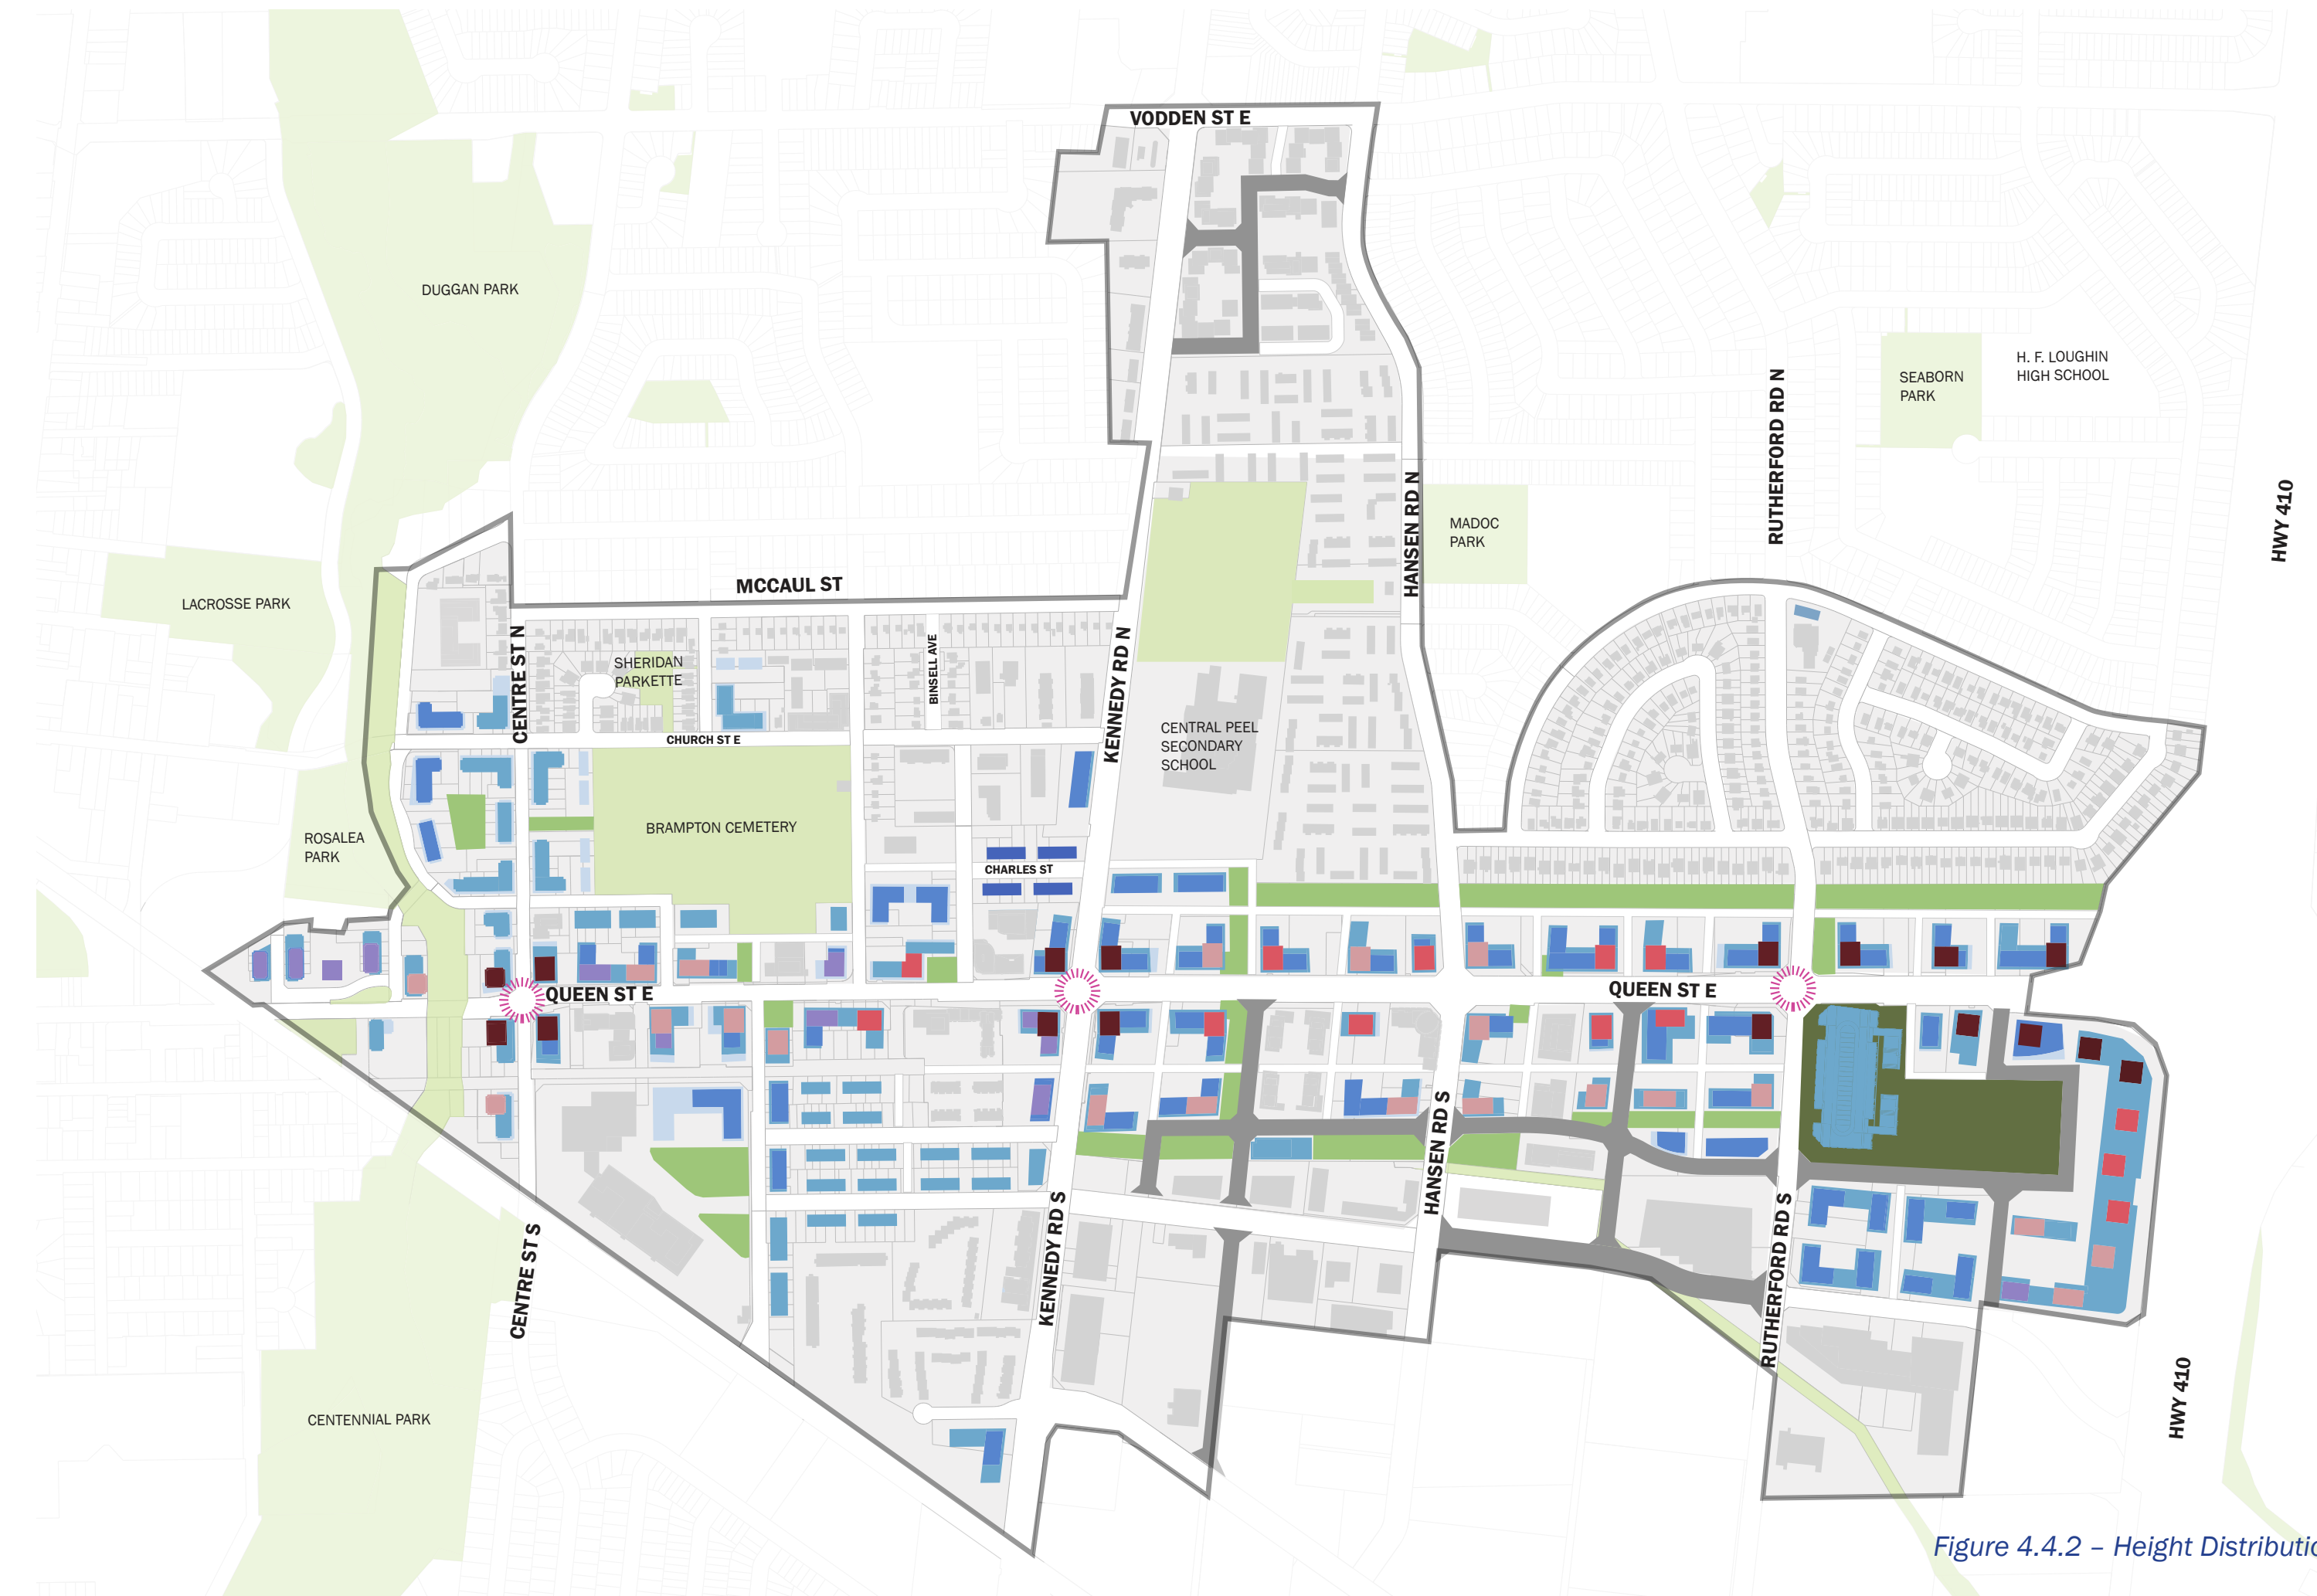 VODDEN ST E
DUGGAN PARK
H. F. LOUGHIN
HIGH SCHOOL
SEABORN
PARK
RUTHERFORD RD N
HWY 410
HANSEN RD N
MADOC
PARK
MCCAUL ST
LACROSSE PARK
CENTRE ST N
SHERIDAN
PARKETTE
BINSELL AVE
KENNEDY RD N
CENTRAL PEEL
SECONDARY
SCHOOL
CHURCH ST E
ROSALEA
PARK
BRAMPTON CEMETERY
CHARLES ST
QUEEN ST E
QUEEN ST E
HANSEN RD S
KENNEDY RD S
RUTHERFORD RD S
CENTRE ST S
HWY 410
CENTENNIAL PARK
Figure 4.4.2 – Height Distributio